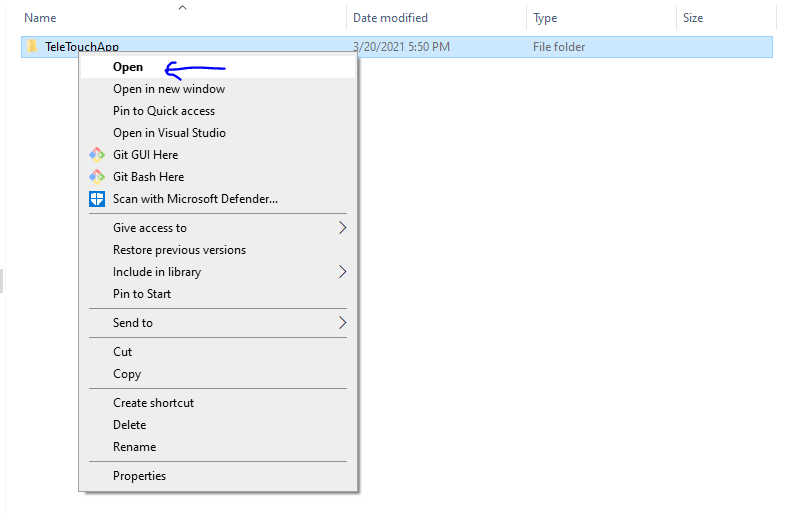 Name Date modified Type Size
TeleTouchApp 3/20/2021 5:50 PM File folder
Open
Open in new window
Pin to Quick access
Open in Visual Studio
Git GUI Here
Git Bash Here
Scan with Microsoft Defender...
Give access to
Restore previous versions
Include in library
Pin to Start
Send to
Cut
Copy
Create shortcut
Delete
Rename
Properties